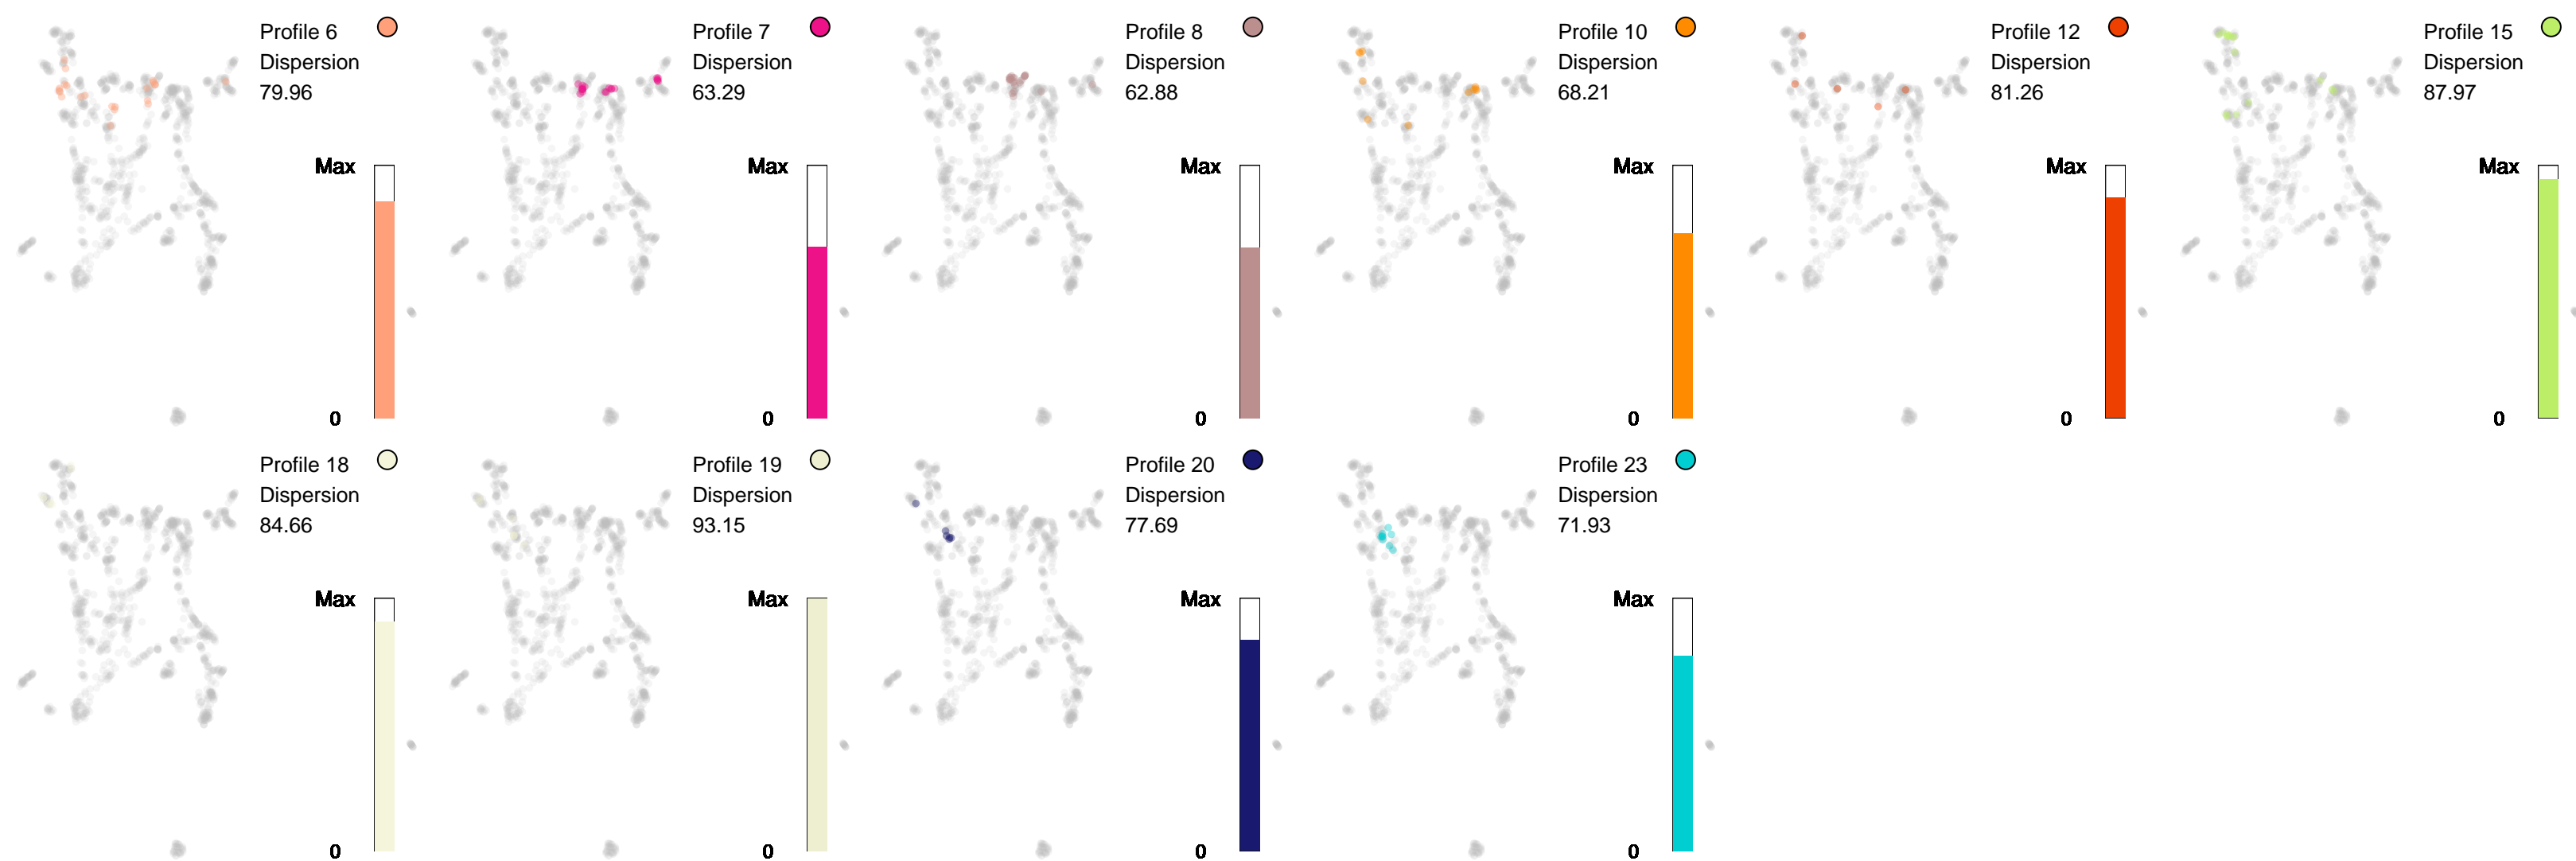 Profile 6
Dispersion
79.96
Max
0
Profile 7
Dispersion
63.29
Max
0
Profile 8
Dispersion
62.88
Max
0
Profile 10
Dispersion
68.21
Max
0
Profile 12
Dispersion
81.26
Max
0
Profile 15
Dispersion
87.97
Max
0
Profile 18
Dispersion
84.66
Max
0
Profile 19
Dispersion
93.15
Max
0
Profile 20
Dispersion
77.69
Max
0
Profile 23
Dispersion
71.93
Max
0